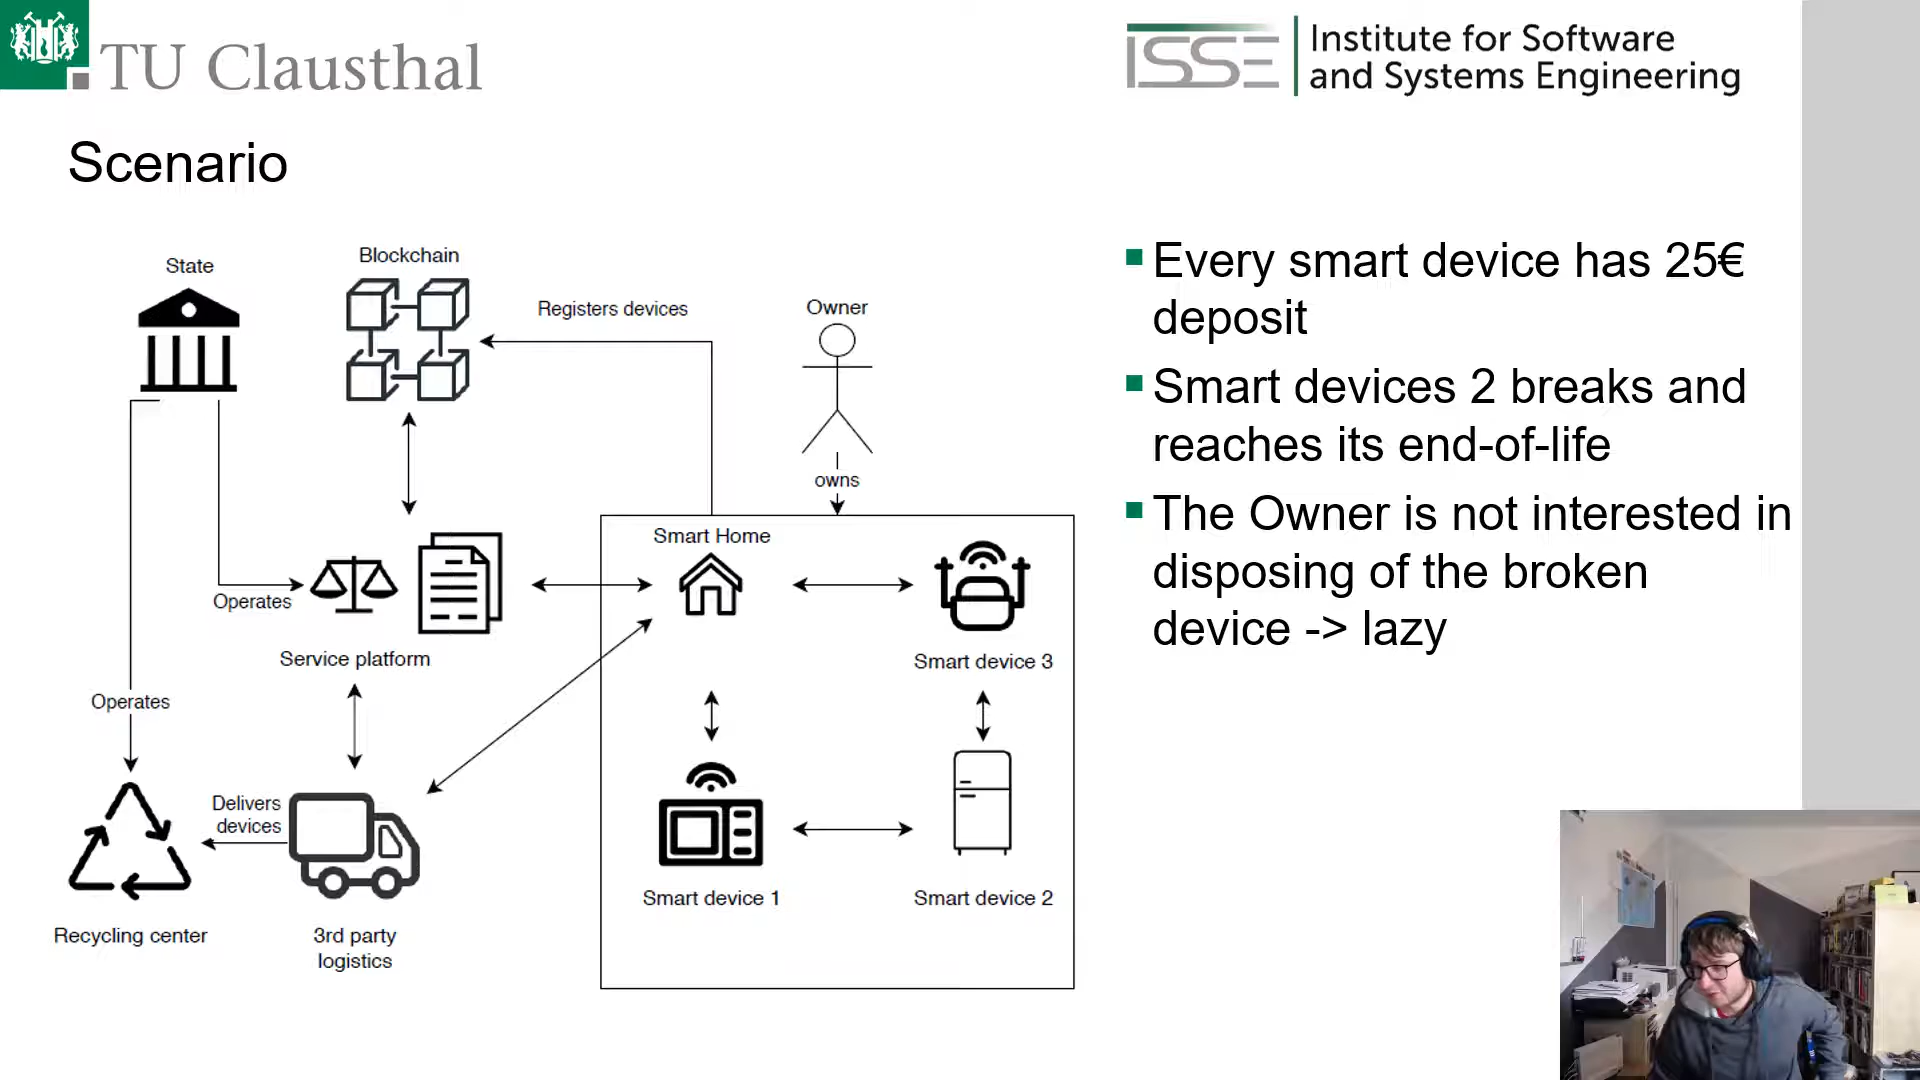 TU Clausthal
ISSE
Institute for Software
and Systems Engineering
Scenario
State
Blockchain
Registers devices
Owner
owns
Operates
Service platform
Smart Home
Smart device 3
Operates
Delivers
devices
Recycling center
3rd party
logistics
Smart device 1
Smart device 2
Every smart device has 25€
deposit
Smart devices 2 breaks and
reaches its end-of-life
The Owner is not interested in
disposing of the broken
device -> lazy